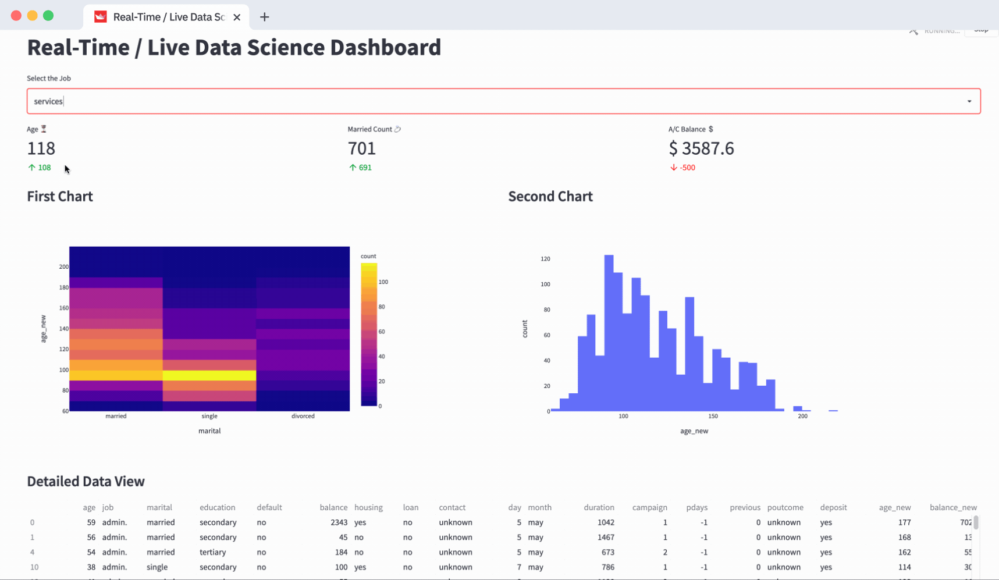 Real-Time / Live Data Sc
RUNNING...
Stop
Real-Time / Live Data Science Dashboard
Select the Job
services
Age
118
108
Married Count
701
691
A/C Balance $
$ 3587.6
-500
First Chart
Second Chart
age_new
200
180
160
140
120
100
80
60
married single divorced
marital
count
100
80
60
40
20
0
count
120
100
80
60
40
20
0
100 150 200
age_new
Detailed Data View
age job marital education default balance housing loan contact day month duration campaign pdays previous poutcome deposit age_new balance_new
0 59 admin. married secondary no 2343 yes no unknown 5 may 1042 1 -1 0 unknown yes 177 702
1 56 admin. married secondary no 45 no no unknown 5 may 1467 1 -1 0 unknown yes 168 13
4 54 admin. married tertiary no 184 no no unknown 5 may 673 2 -1 0 unknown yes 162 55
10 38 admin. single secondary no 100 yes no unknown 7 may 786 1 -1 0 unknown yes 114 30